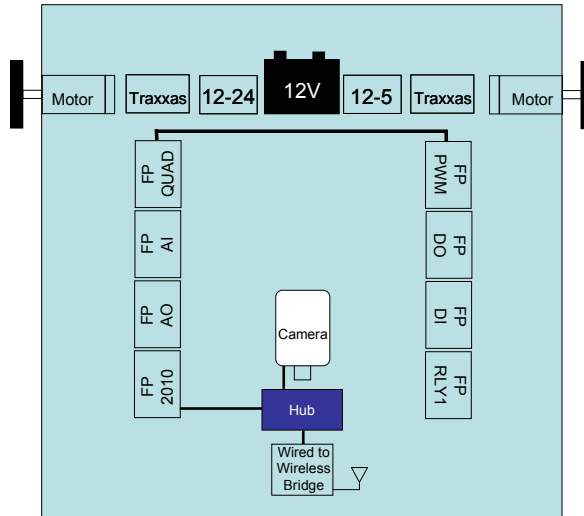 Motor
Traxxas
12-24
12V
12-5
Traxxas
Motor
FP
QUAD
FP
PWM
FP
AI
FP
DO
FP
AO
FP
DI
FP
2010
FP
RLY1
Camera
Hub
Wired to
Wireless
Bridge